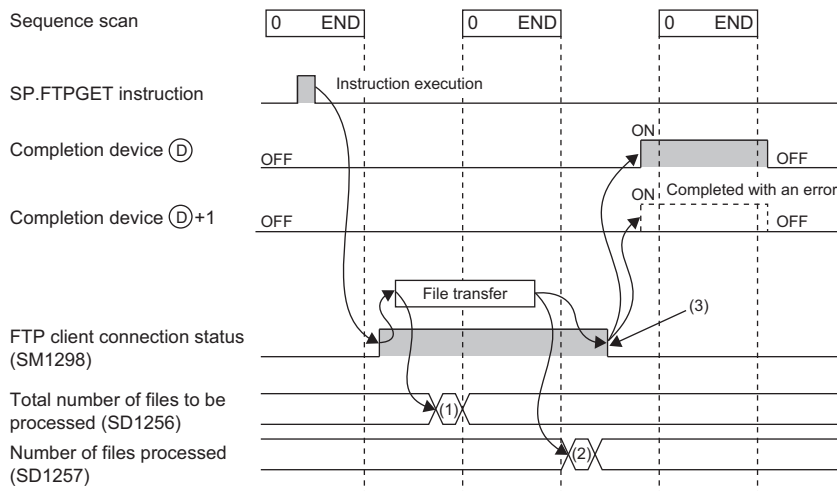 Sequence scan
0 END
0 END
0 END
SP.FTPGET instruction
Instruction execution
Completion device D
OFF
ON
OFF
Completion device D+1
OFF
ON
Completed with an error
OFF
File transfer
(3)
FTP client connection status
(SM1298)
Total number of files to be
processed (SD1256)
(1)
Number of files processed
(SD1257)
(2)